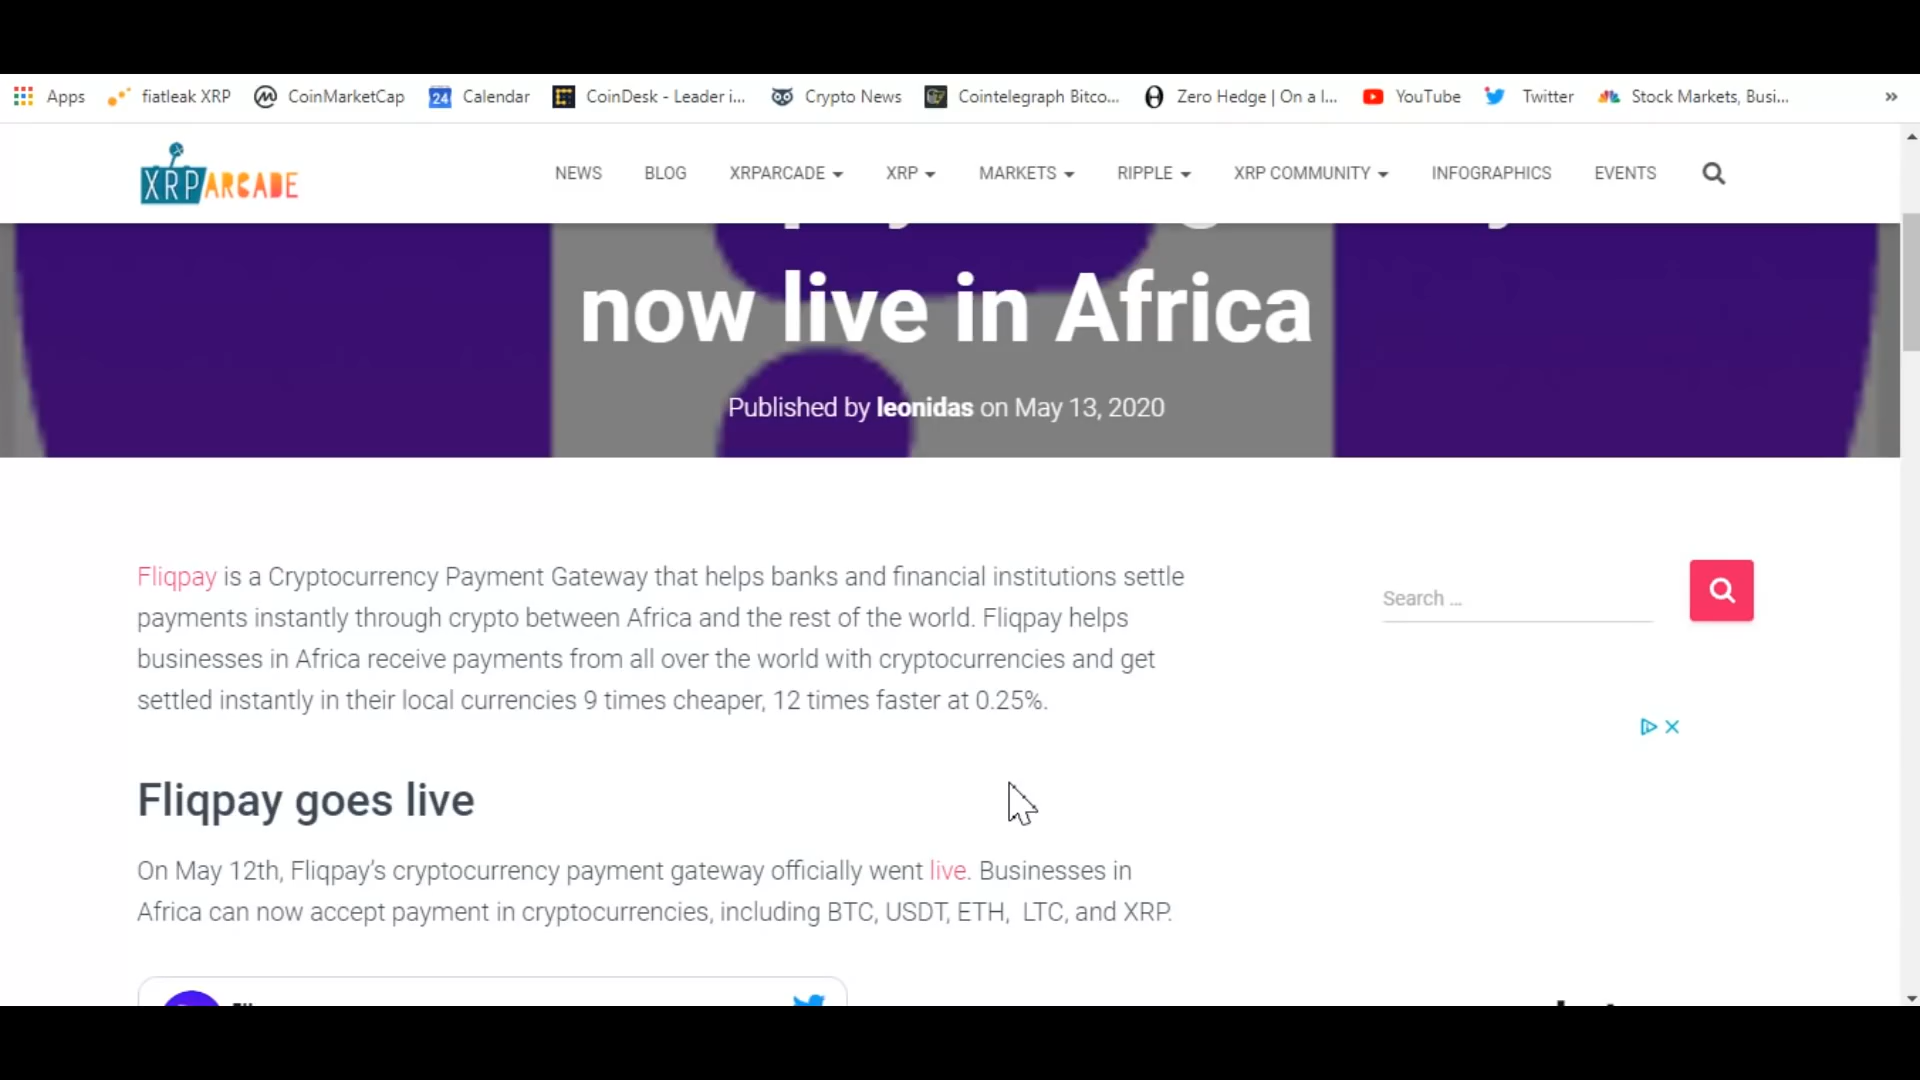 Apps fiatleak XRP CoinMarketCap 24 Calendar CoinDesk - Leader i... Crypto News Cointelegraph Bitco... Zero Hedge | On a l... YouTube Twitter Stock Markets, Busi... »
XRPARCADE NEWS BLOG XRPARCADE XRP MARKETS RIPPLE XRP COMMUNITY INFOGRAPHICS EVENTS
now live in Africa
Published by leonidas on May 13, 2020
Fliqpay is a Cryptocurrency Payment Gateway that helps banks and financial institutions settle
payments instantly through crypto between Africa and the rest of the world. Fliqpay helps
businesses in Africa receive payments from all over the world with cryptocurrencies and get
settled instantly in their local currencies 9 times cheaper, 12 times faster at 0.25%.
Search ...
Fliqpay goes live
On May 12th, Fliqpay's cryptocurrency payment gateway officially went live. Businesses in
Africa can now accept payment in cryptocurrencies, including BTC, USDT, ETH, LTC, and XRP.